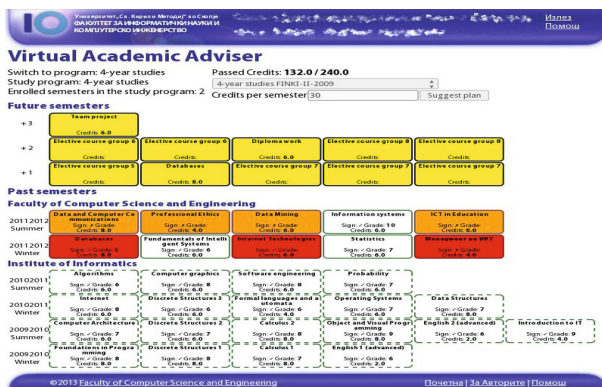 Универзитет „Св. Кирил и Методиј" во Скопје
ФАКУЛТЕТ ЗА ИНФОРМАТИЧКИ НАУКИ И
КОМПЈУТЕРСКО ИНЖЕНЕРСТВО
Излез
Помош
Virtual Academic Adviser
Switch to program: 4-year studies
Passed Credits: 132.0 / 240.0
Study program: 4-year studies
4-year studies FINKI-II-2009
Enrolled semesters in the study program: 2
Credits per semester 30
Suggest plan
Future semesters
+ 3
Team project
Credits: 6.0
+ 2
Elective course group 6
Credits:
Elective course group 6
Credits:
Diploma work
Credits: 6.0
Elective course group 8
Credits:
Elective course group 8
Credits:
+ 1
Elective course group 5
Credits:
Databases
Credits: 8.0
Elective course group 7
Credits:
Elective course group 7
Credits:
Elective course group 7
Credits:
Past semesters
Faculty of Computer Science and Engineering
20112012
Summer
Data and Computer Co
mmunications
Sign: ✗ Grade:
Credits: 8.0
Professional Ethics
Sign: ✗ Grade:
Credits: 4.0
Data Mining
Sign: ✗ Grade:
Credits: 6.0
Information systems
Sign: ✓ Grade: 10
Credits: 6.0
ICT in Education
Sign: ✗ Grade:
Credits: 6.0
20112012
Winter
Databases
Credits: 8.0
Fundamentals of Intelli
gent Systems
Sign: ✓ Grade: 6
Credits: 6.0
Internet Technologies
Credits: 6.0
Statistics
Sign: ✓ Grade: 7
Credits: 6.0
Credits: 4.0
Institute of Informatics
20102011
Summer
Algorithms
Sign: ✓ Grade: 6
Credits: 6.0
Computer graphics
Sign: ✓ Grade: 6
Credits: 6.0
Software engineering
Sign: ✓ Grade: 8
Credits: 6.0
Probability
Sign: ✓ Grade: 7
Credits: 6.0
20102011
Winter
Internet
Sign: ✓ Grade: 8
Credits: 6.0
Discrete Structures 3
Sign: ✓ Grade: 8
Credits: 6.0
Formal languages and a
utomata
Sign: ✓ Grade: 6
Credits: 4.0
Operating Systems
Sign: ✓ Grade: 7
Credits: 6.0
Data Structures
Sign: ✓ Grade: 7
Credits: 8.0
20092010
Summer
Computer Architecture
Sign: ✓ Grade: 7
Credits: 6.0
Discrete Structures 2
Sign: ✓ Grade: 7
Credits: 6.0
Calculus 2
Sign: ✓ Grade: 8
Credits: 8.0
Object and Visual Progr
amming
Sign: ✓ Grade: 9
Credits: 8.0
English 2 (advanced)
Sign: ✓ Grade: 6
Credits: 2.0
Introduction to IT
Sign: ✓ Grade: 9
Credits: 4.0
20092010
Winter
Foundations of Progra
mming
Sign: ✓ Grade: 8
Credits: 8.0
Discrete Structures 1
Sign: ✓ Grade: 6
Credits: 8.0
Calculus 1
Sign: ✓ Grade: 7
Credits: 8.0
English 1 (advanced)
Sign: ✓ Grade: 6
Credits: 2.0
©2013 Faculty of Computer Science and Engineering
Почетна | За Авторите | Помош